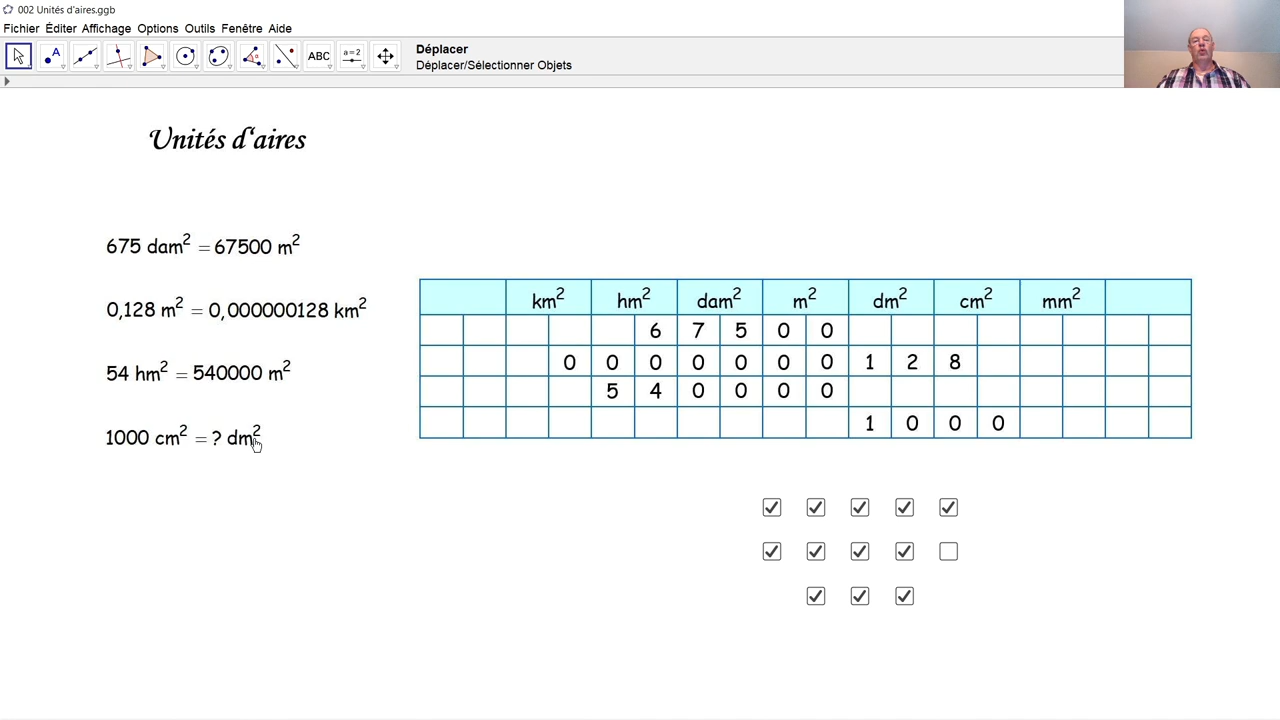 002 Unités d'aires.ggb
Fichier Éditer Affichage Options Outils Fenêtre Aide
A ABC a=2 Déplacer
Déplacer/Sélectionner Objets
Unités d'aires
675 dam² = 67500 m²
0,128 m² = 0,000000128 km²
54 hm² = 540000 m²
1000 cm² = ? dm²
km² hm² dam² m² dm² cm² mm²
6 7 5 0 0
0 0 0 0 0 0 0 1 2 8
5 4 0 0 0 0
1 0 0 0